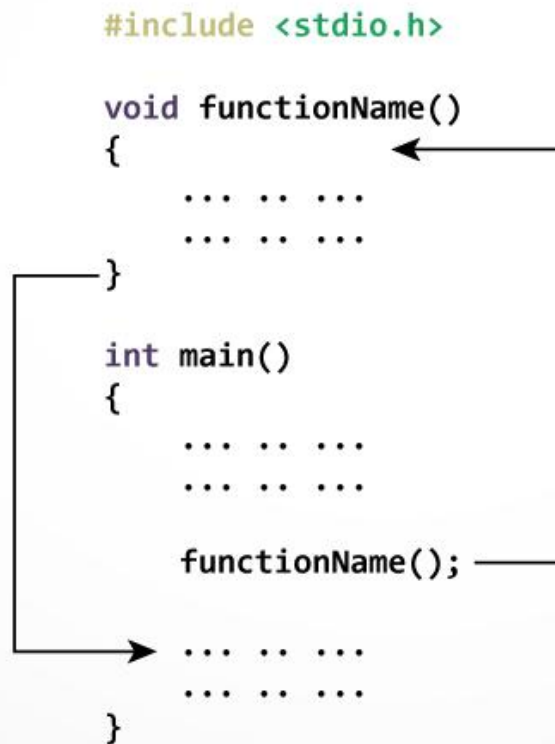 #include <stdio.h>
void functionName()
{
... .. ...
... .. ...
}
int main()
{
... .. ...
... .. ...
functionName();
... .. ...
... .. ...
}